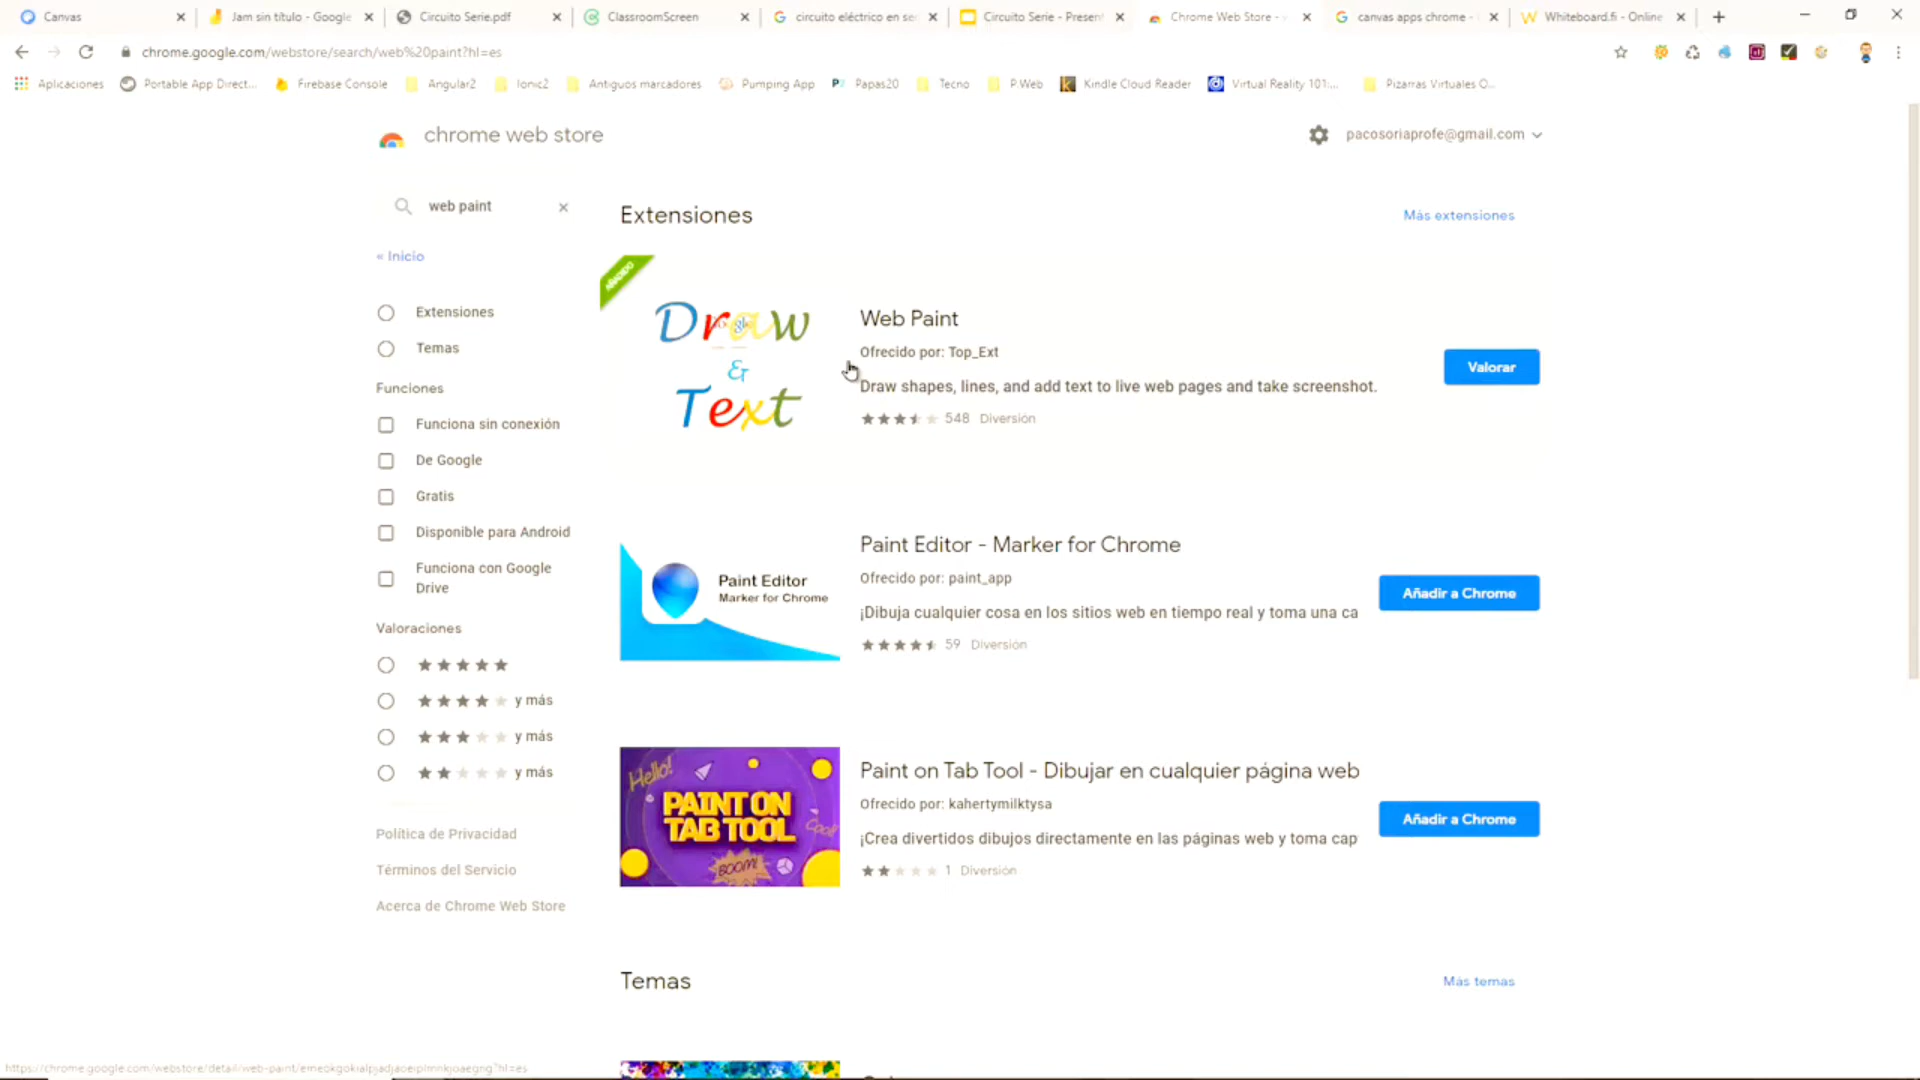 Canvas
Jam sin título - Google
Circuito Serie.pdf
ClassroomScreen
circuito eléctrico en se
Circuito Serie - Present
Chrome Web Store -
canvas apps chrome -
Whiteboard.fi - Online
chrome.google.com/webstore/search/web%20paint?hl=es
Aplicaciones
Portable App Direct...
Firebase Console
Angular2
Ionic2
Antiguos marcadores
Pumping App
Papas20
Tecno
P.Web
Kindle Cloud Reader
Virtual Reality 101:...
Pizarras Virtuales O...
chrome web store
pacosoriaprofe@gmail.com
web paint
Extensiones
Más extensiones
« Inicio
Extensiones
Temas
Funciones
Funciona sin conexión
De Google
Gratis
Disponible para Android
Funciona con Google
Drive
Valoraciones
y más
y más
y más
Política de Privacidad
Términos del Servicio
Acerca de Chrome Web Store
AÑADIDO
Draw
&
Text
Web Paint
Ofrecido por: Top_Ext
Draw shapes, lines, and add text to live web pages and take screenshot.
548 Diversión
Valorar
Paint Editor
Marker for Chrome
Paint Editor - Marker for Chrome
Ofrecido por: paint_app
¡Dibuja cualquier cosa en los sitios web en tiempo real y toma una ca
59 Diversión
Añadir a Chrome
Hello!
PAINT ON
TAB TOOL
Cool
BOOM!
Paint on Tab Tool - Dibujar en cualquier página web
Ofrecido por: kahertymilktysa
¡Crea divertidos dibujos directamente en las páginas web y toma cap
1 Diversión
Añadir a Chrome
Temas
Más temas